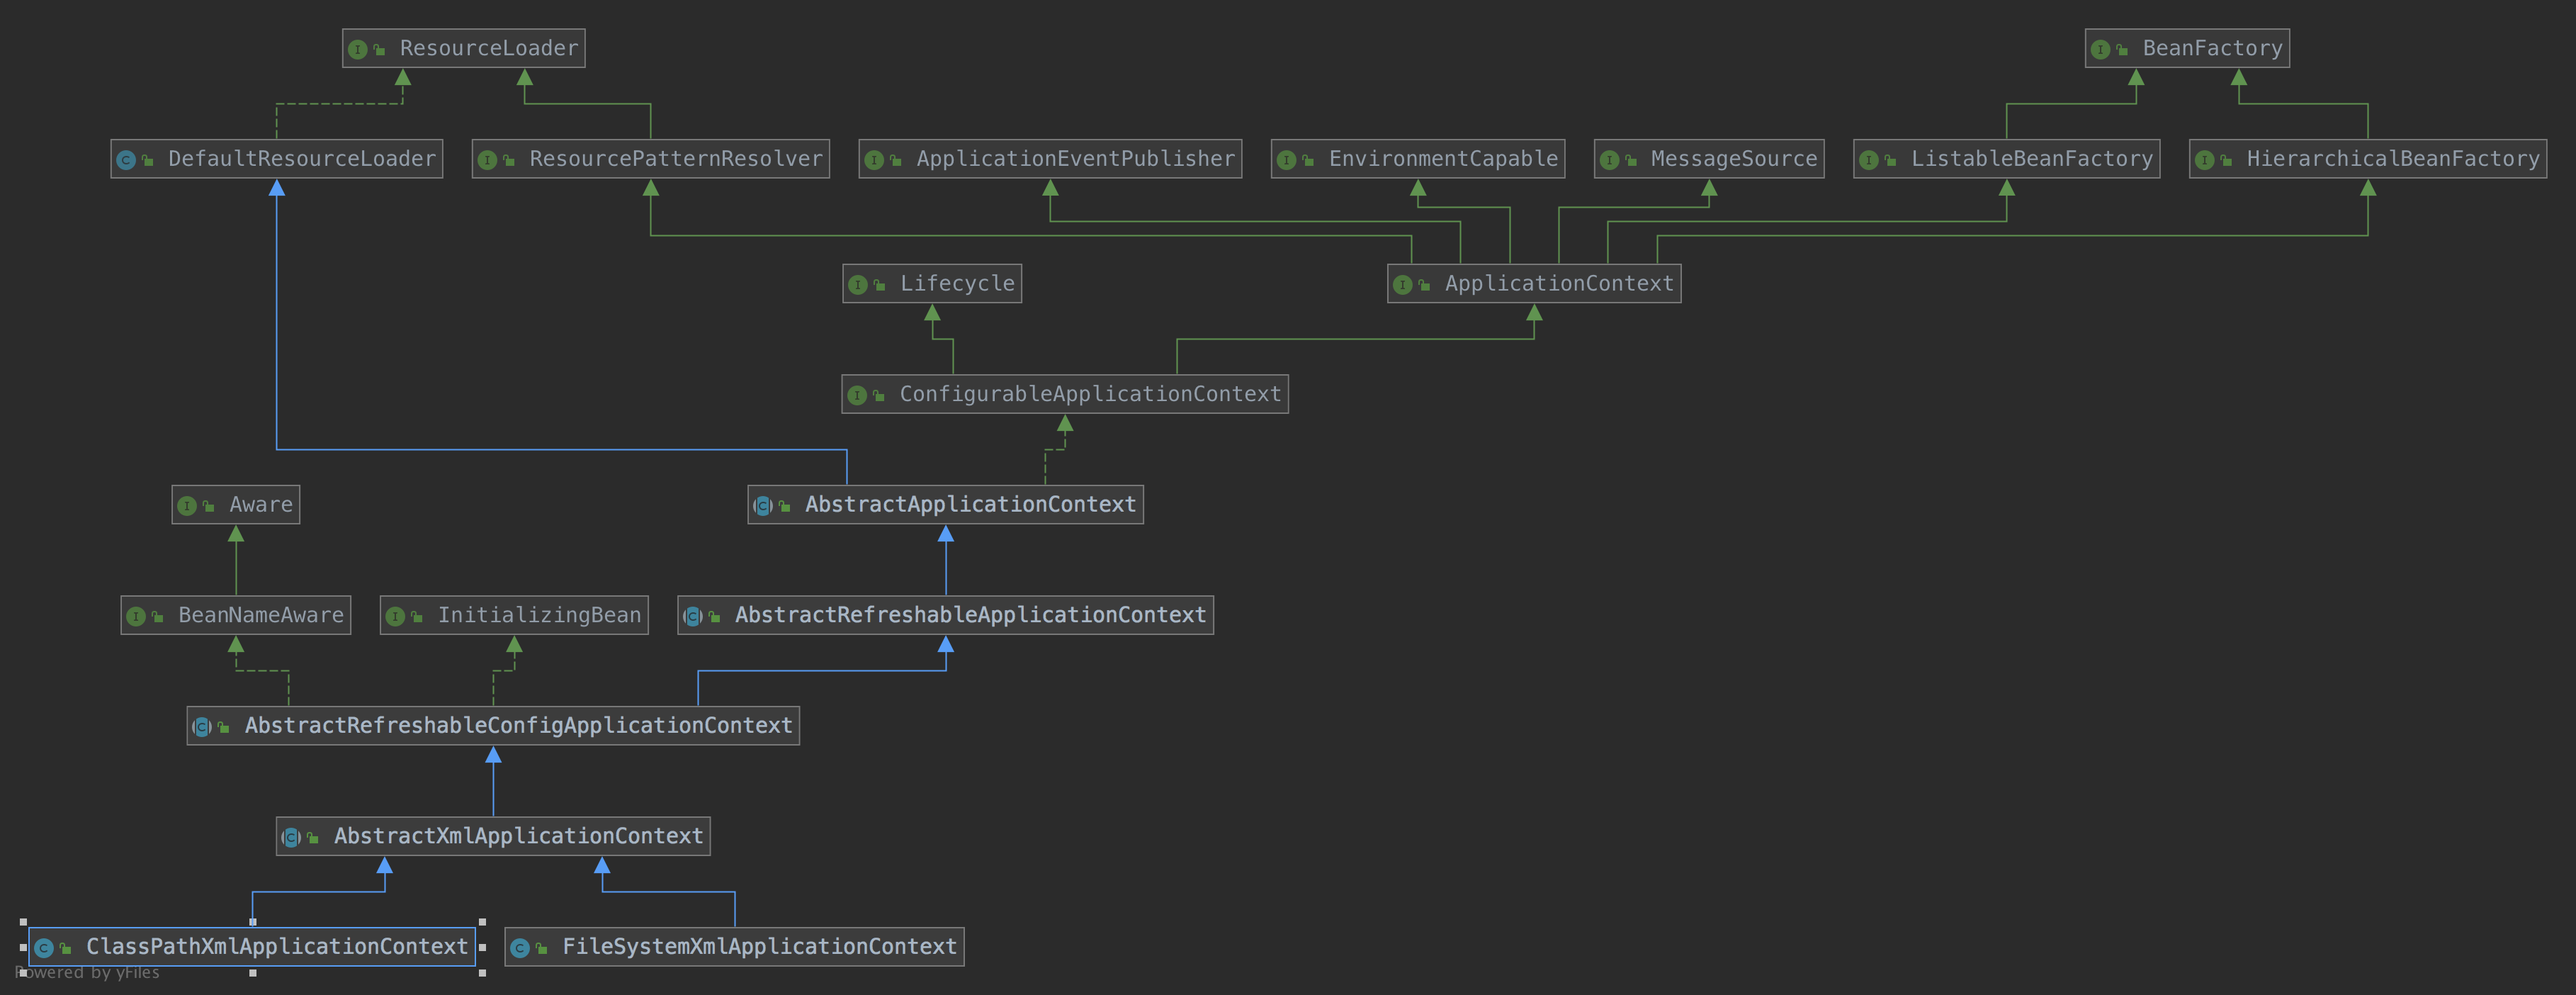 ResourceLoader
BeanFactory
DefaultResourceLoader
ResourcePatternResolver
ApplicationEventPublisher
EnvironmentCapable
MessageSource
ListableBeanFactory
HierarchicalBeanFactory
Lifecycle
ApplicationContext
ConfigurableApplicationContext
Aware
AbstractApplicationContext
BeanNameAware
InitializingBean
AbstractRefreshableApplicationContext
AbstractRefreshableConfigApplicationContext
AbstractXmlApplicationContext
ClassPathXmlApplicationContext
FileSystemXmlApplicationContext
Powered by yFiles